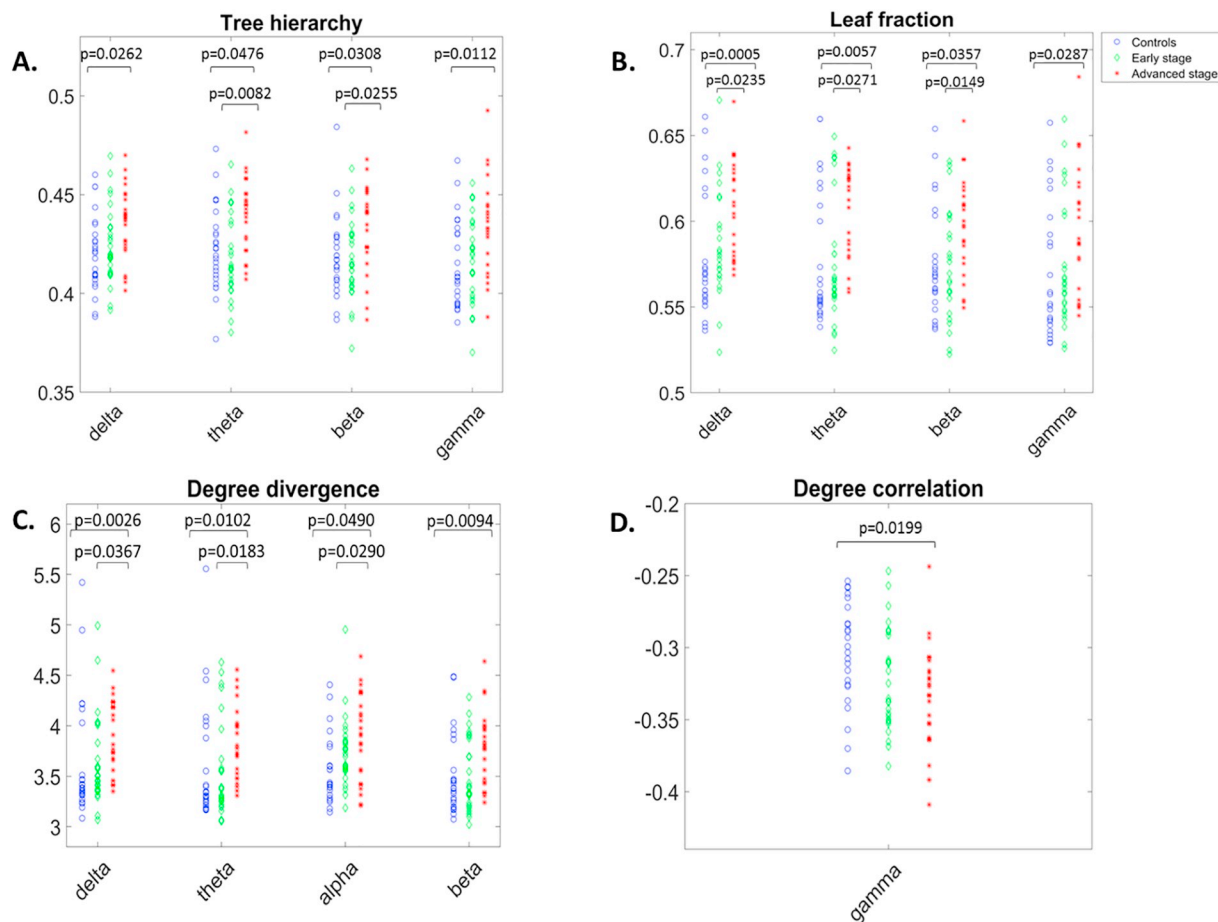 Tree hierarchy
A.
p=0.0262
p=0.0476
p=0.0308
p=0.0112
p=0.0082
p=0.0255
0.5
0.45
0.4
0.35
delta
theta
beta
gamma
Leaf fraction
B.
0.7
p=0.0005
p=0.0057
p=0.0357
p=0.0287
p=0.0235
p=0.0271
p=0.0149
0.65
0.6
0.55
0.5
delta
theta
beta
gamma
Controls
Early stage
Advanced stage
Degree divergence
C.
6
p=0.0026
p=0.0102
p=0.0490
p=0.0094
p=0.0367
p=0.0183
p=0.0290
5.5
5
4.5
4
3.5
3
delta
theta
alpha
beta
Degree correlation
D.
-0.2
p=0.0199
-0.25
-0.3
-0.35
-0.4
gamma